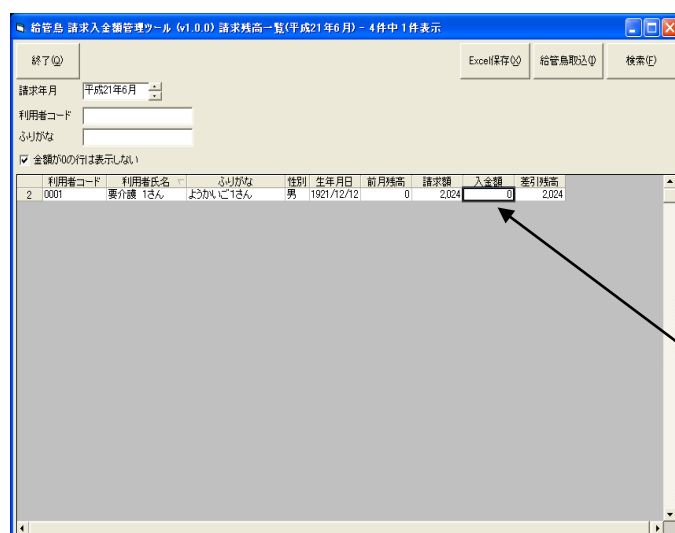 給管鳥 請求入金額管理ツール (v1.0.0) 請求残高一覧(平成21年6月) - 4件中1件表示
終了(Q) Excel保存(X) 給管鳥取込(I) 検索(F)
請求年月 平成21年6月
利用者コード
ふりがな
金額が0の行は表示しない
利用者コード 利用者氏名 ふりがな 性別 生年月日 前月残高 請求額 入金額 差引残高
2 0001 要介護 1さん ようかいご1さん 男 1921/12/12 0 2,024 0 2,024